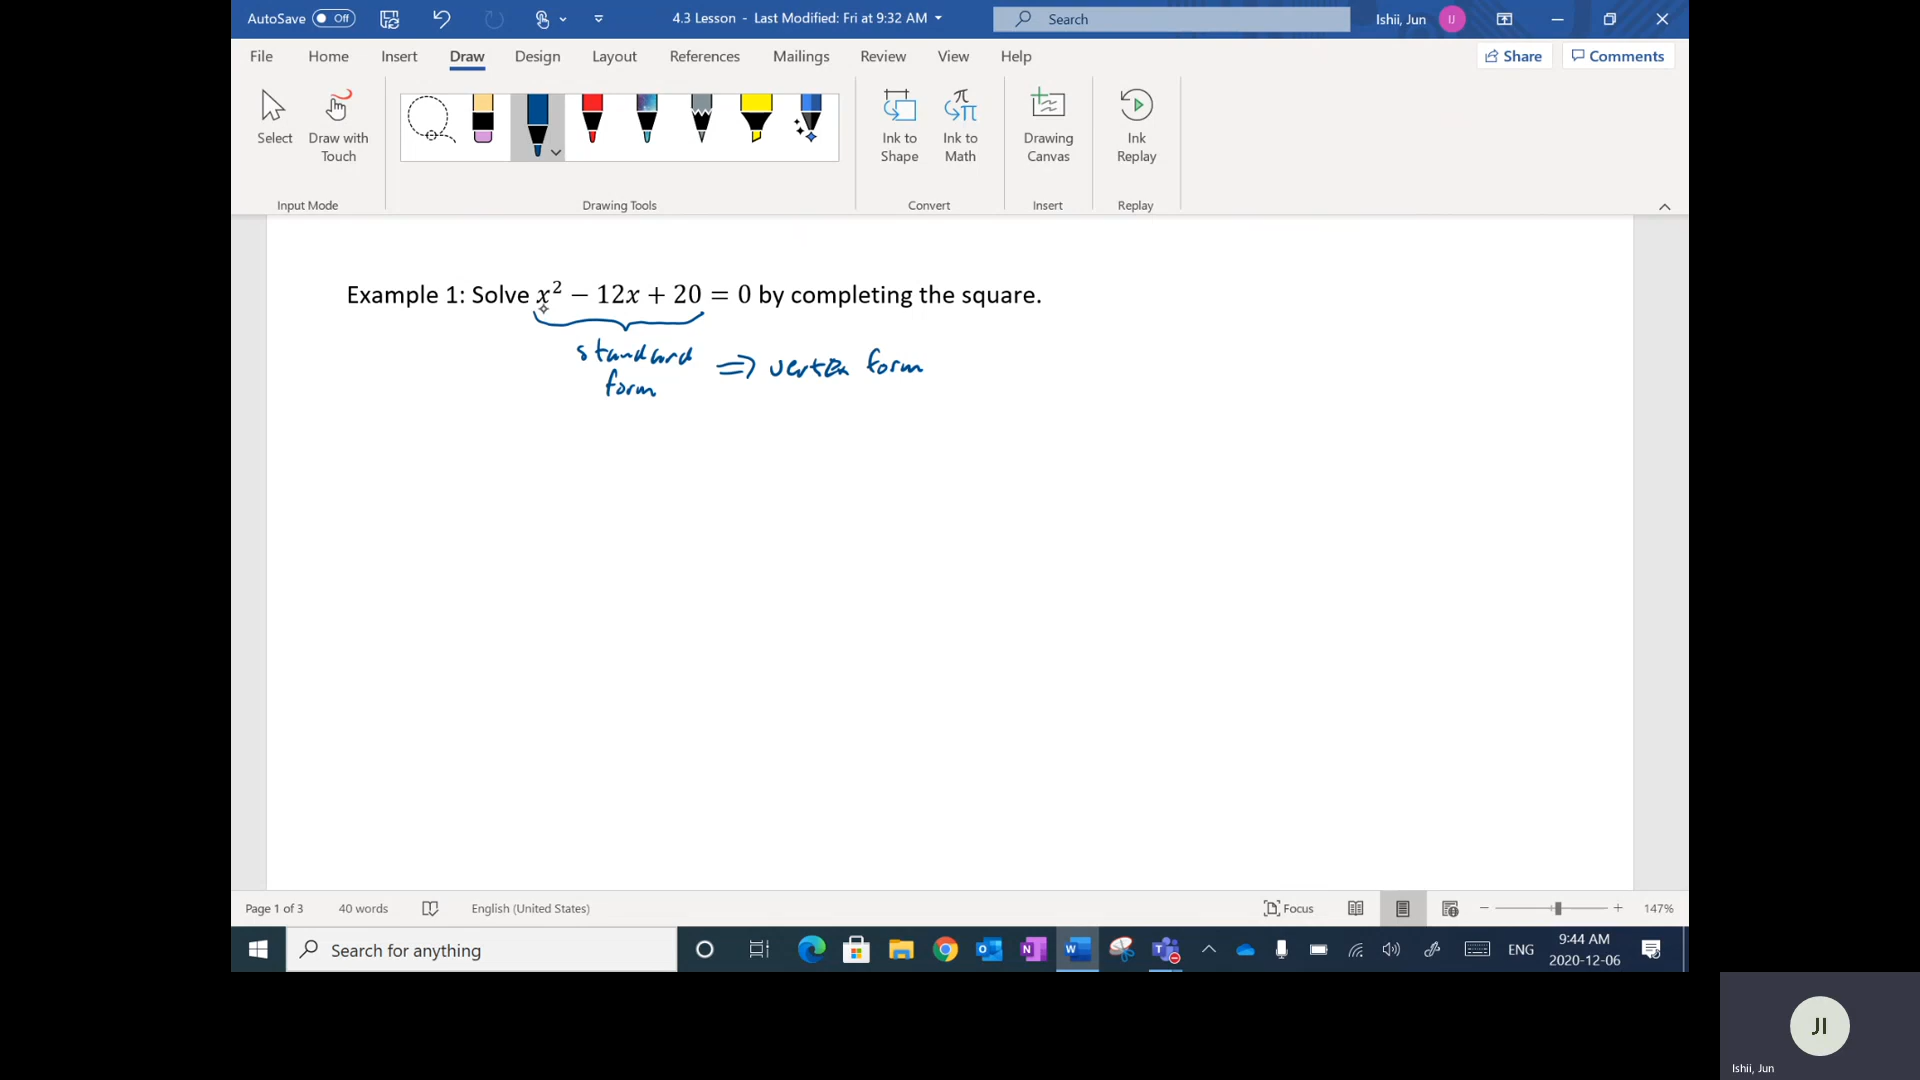 AutoSave Off 4.3 Lesson - Last Modified: Fri at 9:32 AM Search Ishii, Jun IJ
File Home Insert Draw Design Layout References Mailings Review View Help Share Comments
Select Draw with Touch Ink to Shape Ink to Math Drawing Canvas Ink Replay
Input Mode Drawing Tools Convert Insert Replay
Example 1: Solve x² − 12x + 20 = 0 by completing the square.
standard form ⇒ vertex form
Page 1 of 3 40 words English (United States) Focus 147%
Search for anything ENG 9:44 AM
2020-12-06
JI
Ishii, Jun